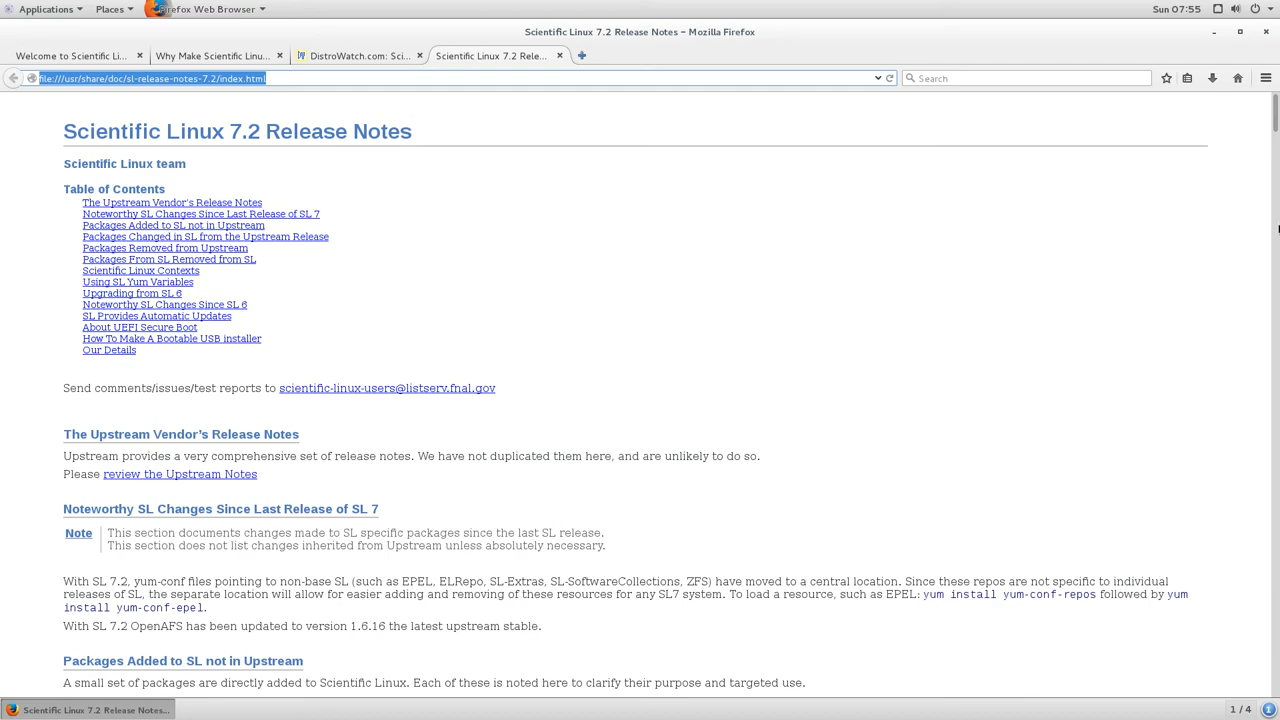 Applications Places Firefox Web Browser Sun 07:55
Scientific Linux 7.2 Release Notes – Mozilla Firefox
Welcome to Scientific Li... Why Make Scientific Linu... DistroWatch.com: Sci... Scientific Linux 7.2 Rele...
file:///usr/share/doc/sl-release-notes-7.2/index.html Search
Scientific Linux 7.2 Release Notes
Scientific Linux team
Table of Contents
The Upstream Vendor's Release Notes
Noteworthy SL Changes Since Last Release of SL 7
Packages Added to SL not in Upstream
Packages Changed in SL from the Upstream Release
Packages Removed from Upstream
Packages From SL Removed from SL
Scientific Linux Contexts
Using SL Yum Variables
Upgrading from SL 6
Noteworthy SL Changes Since SL 6
SL Provides Automatic Updates
About UEFI Secure Boot
How To Make A Bootable USB installer
Our Details
Send comments/issues/test reports to scientific-linux-users@listserv.fnal.gov
The Upstream Vendor's Release Notes
Upstream provides a very comprehensive set of release notes. We have not duplicated them here, and are unlikely to do so.
Please review the Upstream Notes
Noteworthy SL Changes Since Last Release of SL 7
Note This section documents changes made to SL specific packages since the last SL release.
This section does not list changes inherited from Upstream unless absolutely necessary.
With SL 7.2, yum-conf files pointing to non-base SL (such as EPEL, ELRepo, SL-Extras, SL-SoftwareCollections, ZFS) have moved to a central location. Since these repos are not specific to individual
releases of SL, the separate location will allow for easier adding and removing of these resources for any SL7 system. To load a resource, such as EPEL: yum install yum-conf-repos followed by yum
install yum-conf-epel.
With SL 7.2 OpenAFS has been updated to version 1.6.16 the latest upstream stable.
Packages Added to SL not in Upstream
A small set of packages are directly added to Scientific Linux. Each of these is noted here to clarify their purpose and targeted use.
Scientific Linux 7.2 Release Notes... 1 / 4 1